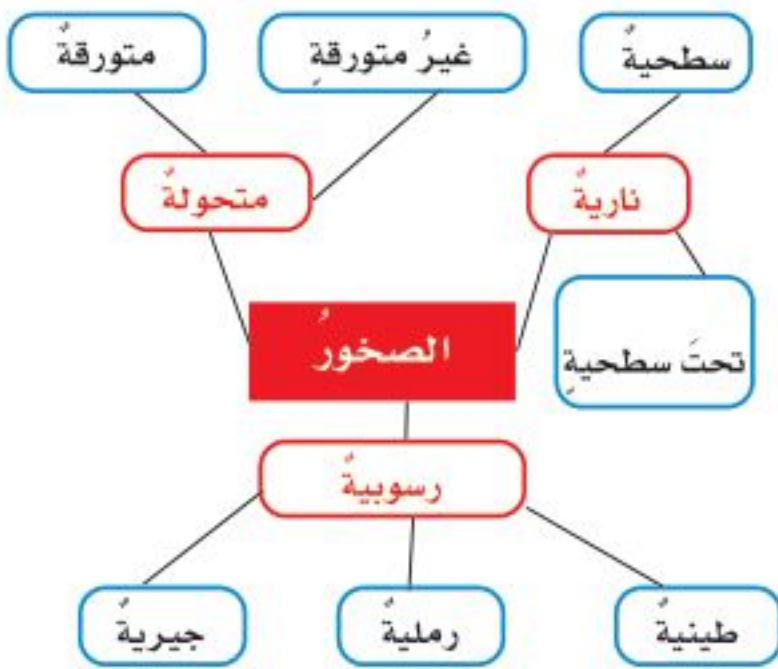 سطحيةٌ
غيرُ متورقةٍ
متورقةٌ
ناريةٌ
متحولةٌ
تحتَ سطحيةٍ
الصخورُ
رسوبيةٌ
طينيةٌ
رمليةٌ
جيريةٌ